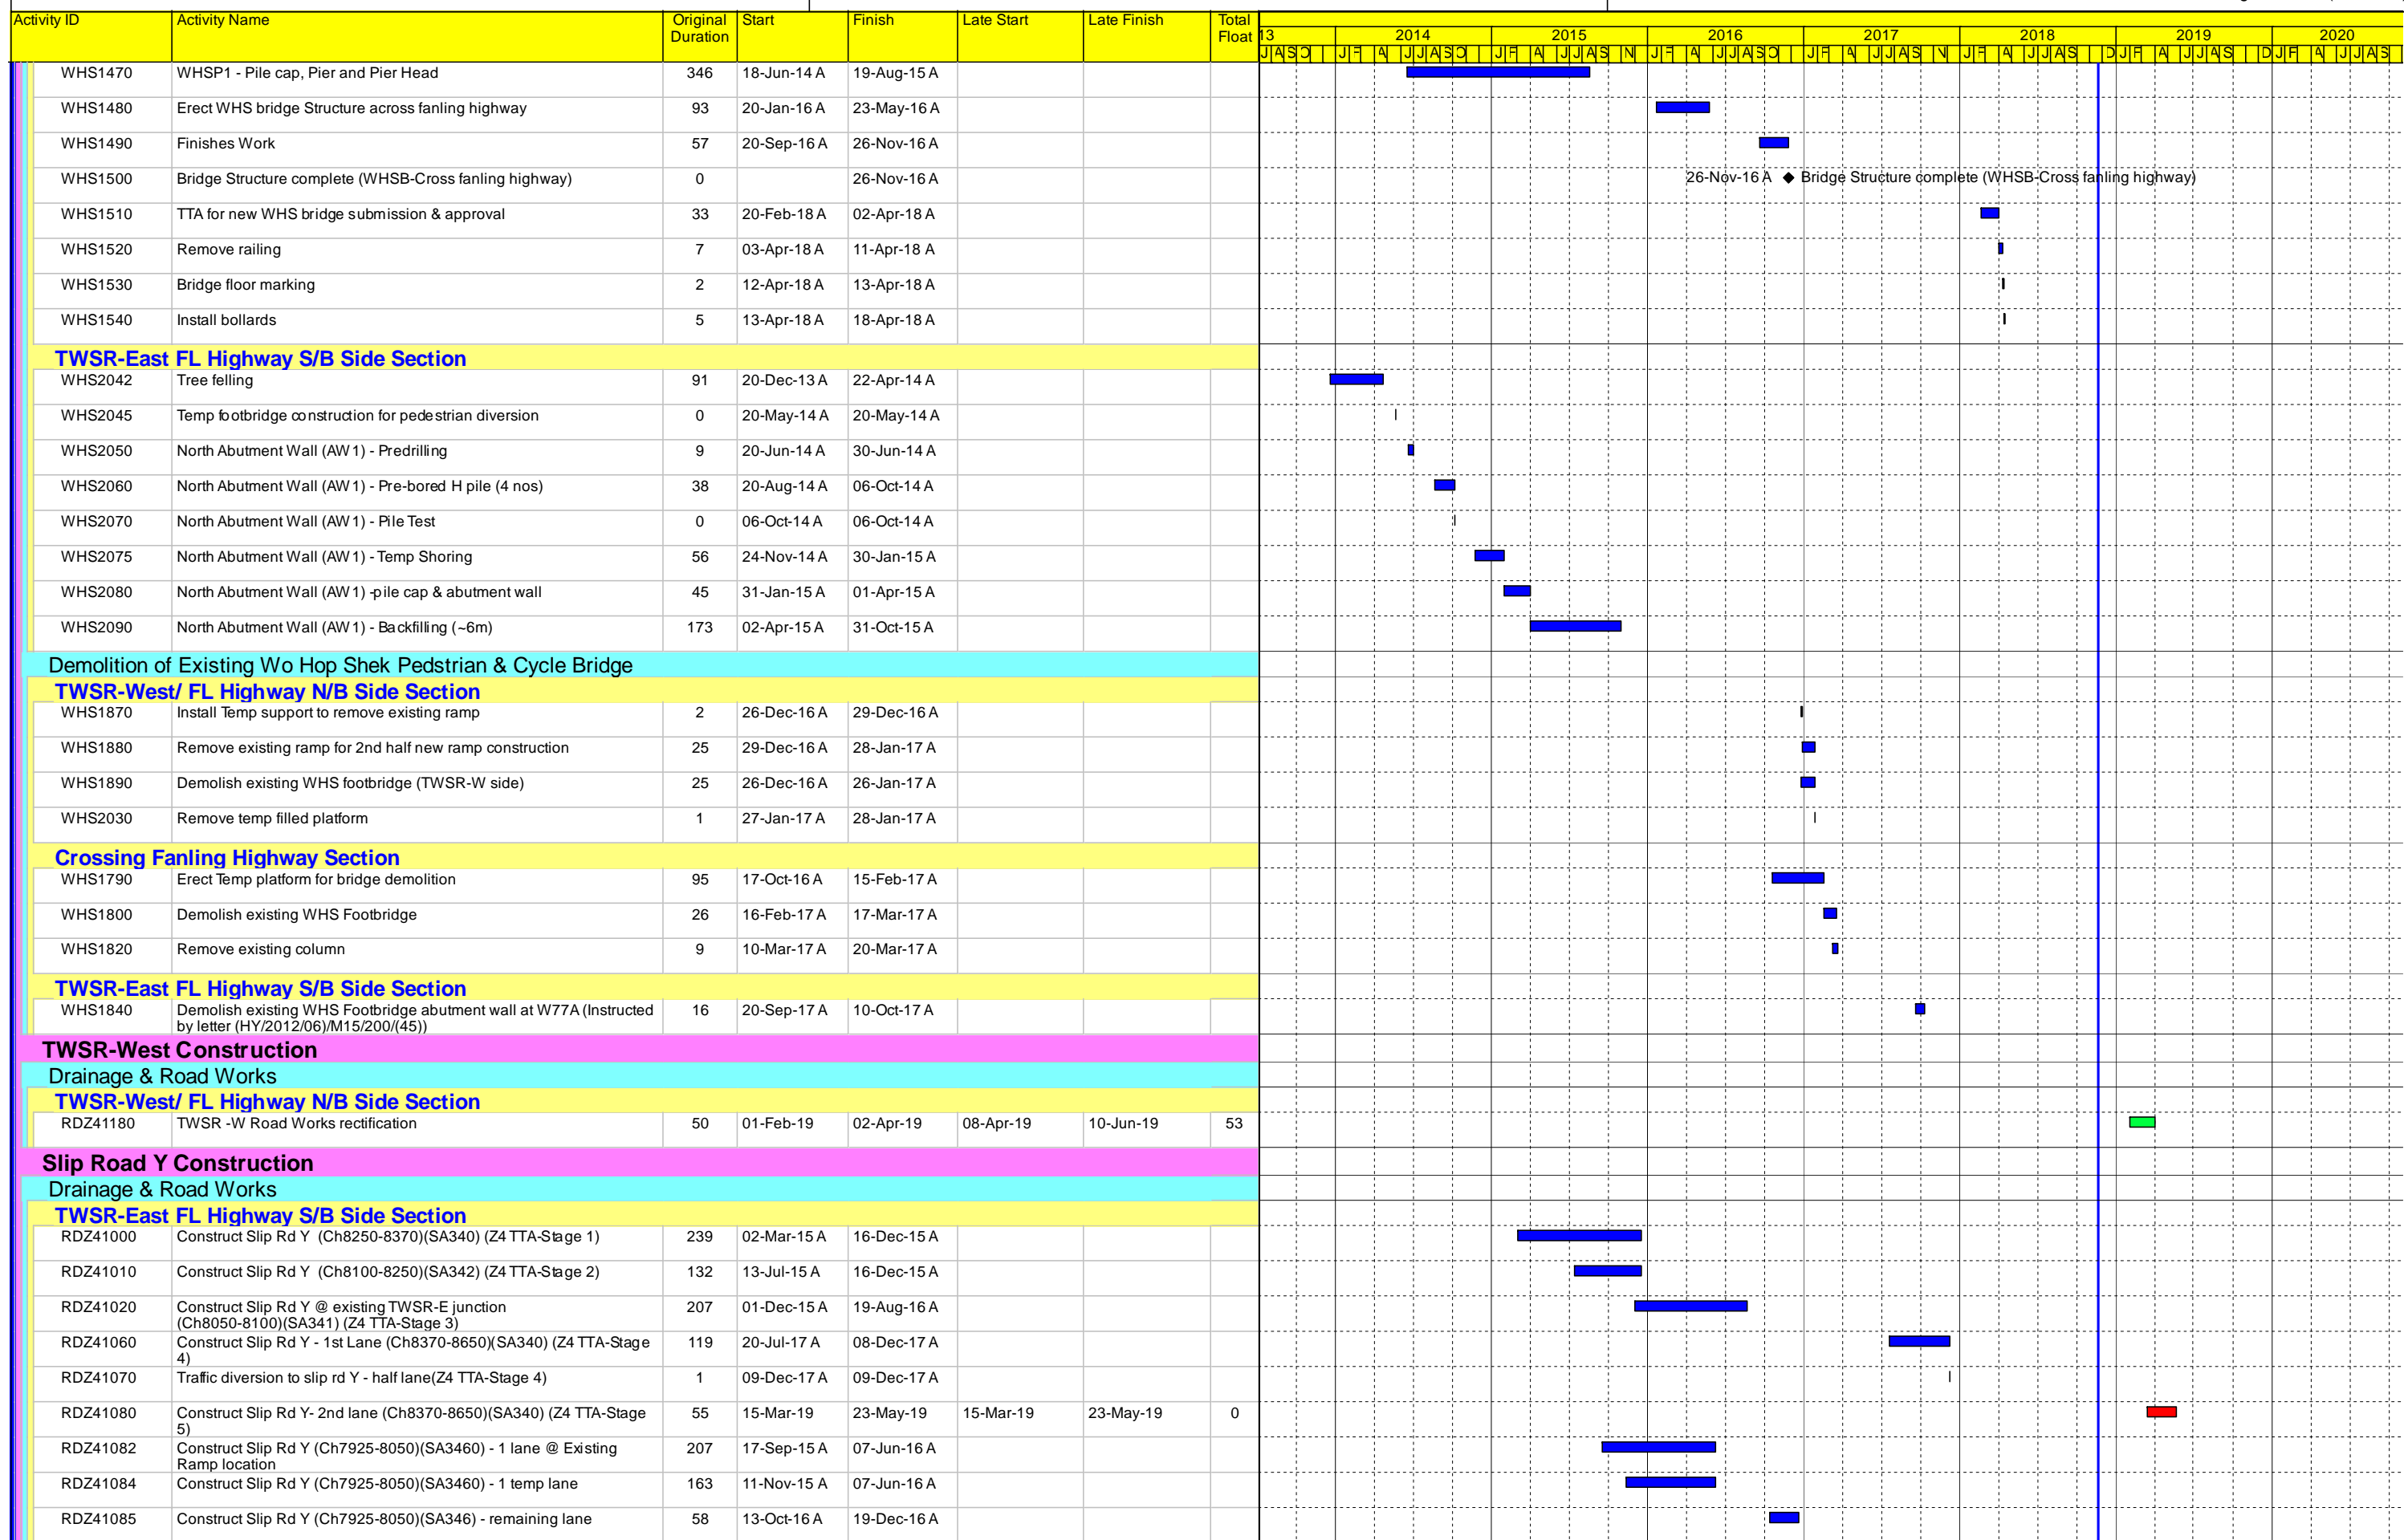 Activity ID Activity Name Original Duration Start Finish Late Start Late Finish Total Float
13 2014 2015 2016 2017 2018 2019 2020
J A S O J F A J J A S O J F A J J A S N J F A J J A S O J F A J J A S N J F A J J A S D J F A J J A S D J F A J J A S
WHS1470 WHSP1 - Pile cap, Pier and Pier Head 346 18-Jun-14 A 19-Aug-15 A
WHS1480 Erect WHS bridge Structure across fanling highway 93 20-Jan-16 A 23-May-16 A
WHS1490 Finishes Work 57 20-Sep-16 A 26-Nov-16 A
WHS1500 Bridge Structure complete (WHSB-Cross fanling highway) 0 26-Nov-16 A 26-Nov-16 A Bridge Structure complete (WHSB-Cross fanling highway)
WHS1510 TTA for new WHS bridge submission & approval 33 20-Feb-18 A 02-Apr-18 A
WHS1520 Remove railing 7 03-Apr-18 A 11-Apr-18 A
WHS1530 Bridge floor marking 2 12-Apr-18 A 13-Apr-18 A
WHS1540 Install bollards 5 13-Apr-18 A 18-Apr-18 A
TWSR-East FL Highway S/B Side Section
WHS2042 Tree felling 91 20-Dec-13 A 22-Apr-14 A
WHS2045 Temp footbridge construction for pedestrian diversion 0 20-May-14 A 20-May-14 A
WHS2050 North Abutment Wall (AW1) - Predrilling 9 20-Jun-14 A 30-Jun-14 A
WHS2060 North Abutment Wall (AW1) - Pre-bored H pile (4 nos) 38 20-Aug-14 A 06-Oct-14 A
WHS2070 North Abutment Wall (AW1) - Pile Test 0 06-Oct-14 A 06-Oct-14 A
WHS2075 North Abutment Wall (AW1) - Temp Shoring 56 24-Nov-14 A 30-Jan-15 A
WHS2080 North Abutment Wall (AW1) -pile cap & abutment wall 45 31-Jan-15 A 01-Apr-15 A
WHS2090 North Abutment Wall (AW1) - Backfilling (~6m) 173 02-Apr-15 A 31-Oct-15 A
Demolition of Existing Wo Hop Shek Pedstrian & Cycle Bridge
TWSR-West/ FL Highway N/B Side Section
WHS1870 Install Temp support to remove existing ramp 2 26-Dec-16 A 29-Dec-16 A
WHS1880 Remove existing ramp for 2nd half new ramp construction 25 29-Dec-16 A 28-Jan-17 A
WHS1890 Demolish existing WHS footbridge (TWSR-W side) 25 26-Dec-16 A 26-Jan-17 A
WHS2030 Remove temp filled platform 1 27-Jan-17 A 28-Jan-17 A
Crossing Fanling Highway Section
WHS1790 Erect Temp platform for bridge demolition 95 17-Oct-16 A 15-Feb-17 A
WHS1800 Demolish existing WHS Footbridge 26 16-Feb-17 A 17-Mar-17 A
WHS1820 Remove existing column 9 10-Mar-17 A 20-Mar-17 A
TWSR-East FL Highway S/B Side Section
WHS1840 Demolish existing WHS Footbridge abutment wall at W77A (Instructed 16 20-Sep-17 A 10-Oct-17 A
by letter (HY/2012/06)/M15/200/(45))
TWSR-West Construction
Drainage & Road Works
TWSR-West/ FL Highway N/B Side Section
RDZ41180 TWSR -W Road Works rectification 50 01-Feb-19 02-Apr-19 08-Apr-19 10-Jun-19 53
Slip Road Y Construction
Drainage & Road Works
TWSR-East FL Highway S/B Side Section
RDZ41000 Construct Slip Rd Y (Ch8250-8370)(SA340) (Z4 TTA-Stage 1) 239 02-Mar-15 A 16-Dec-15 A
RDZ41010 Construct Slip Rd Y (Ch8100-8250)(SA342) (Z4 TTA-Stage 2) 132 13-Jul-15 A 16-Dec-15 A
RDZ41020 Construct Slip Rd Y @ existing TWSR-E junction 207 01-Dec-15 A 19-Aug-16 A
(Ch8050-8100)(SA341) (Z4 TTA-Stage 3)
RDZ41060 Construct Slip Rd Y - 1st Lane (Ch8370-8650)(SA340) (Z4 TTA-Stage 119 20-Jul-17 A 08-Dec-17 A
4)
RDZ41070 Traffic diversion to slip rd Y - half lane(Z4 TTA-Stage 4) 1 09-Dec-17 A 09-Dec-17 A
RDZ41080 Construct Slip Rd Y- 2nd lane (Ch8370-8650)(SA340) (Z4 TTA-Stage 55 15-Mar-19 23-May-19 15-Mar-19 23-May-19 0
5)
RDZ41082 Construct Slip Rd Y (Ch7925-8050)(SA3460) - 1 lane @ Existing 207 17-Sep-15 A 07-Jun-16 A
Ramp location
RDZ41084 Construct Slip Rd Y (Ch7925-8050)(SA3460) - 1 temp lane 163 11-Nov-15 A 07-Jun-16 A
RDZ41085 Construct Slip Rd Y (Ch7925-8050)(SA346) - remaining lane 58 13-Oct-16 A 19-Dec-16 A